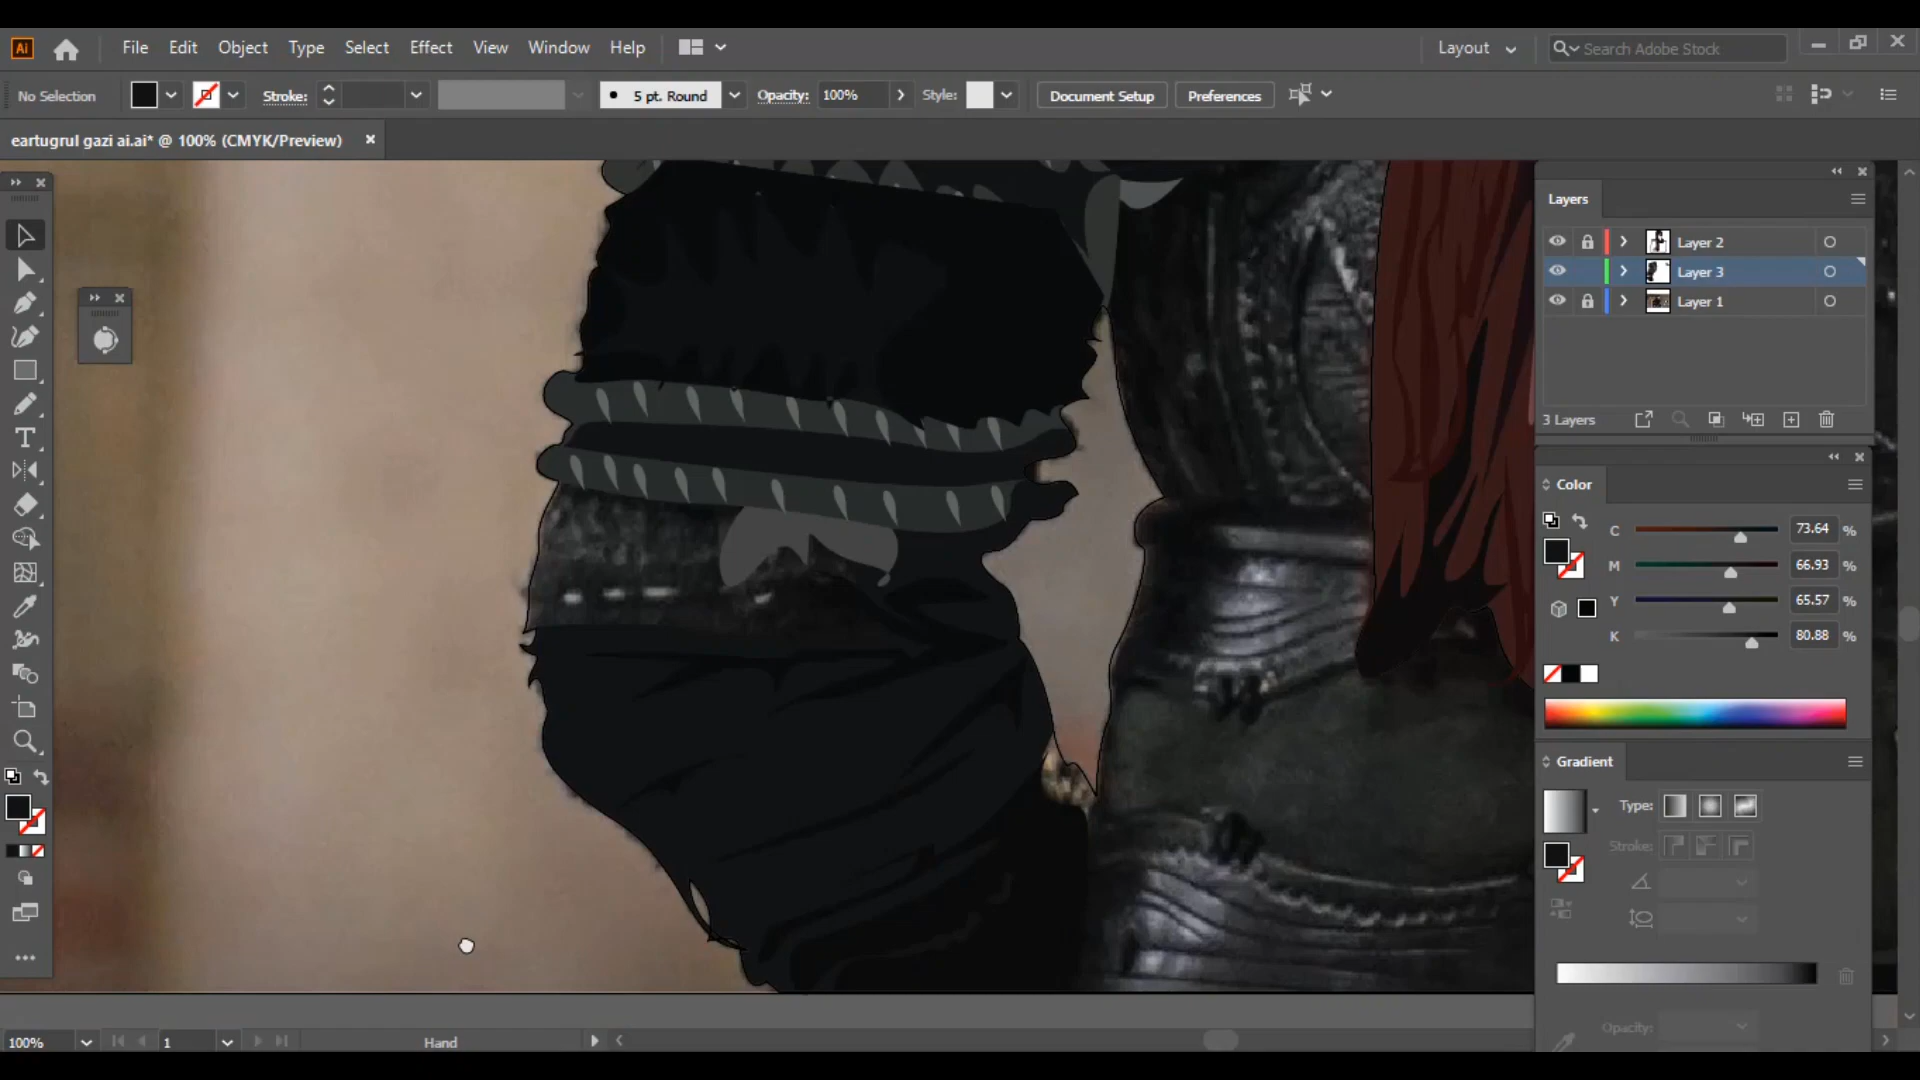 Ai File Edit Object Type Select Effect View Window Help Layout Search Adobe Stock
No Selection Stroke: 5 pt. Round Opacity: 100% Style: Document Setup Preferences
eartugrul gazi ai.ai* @ 100% (CMYK/Preview)
Layers
Layer 2
Layer 3
Layer 1
3 Layers
Color
C 73.64 %
M 66.93 %
Y 65.57 %
K 80.88 %
Gradient
Type:
Stroke:
Opacity:
100% 1 Hand